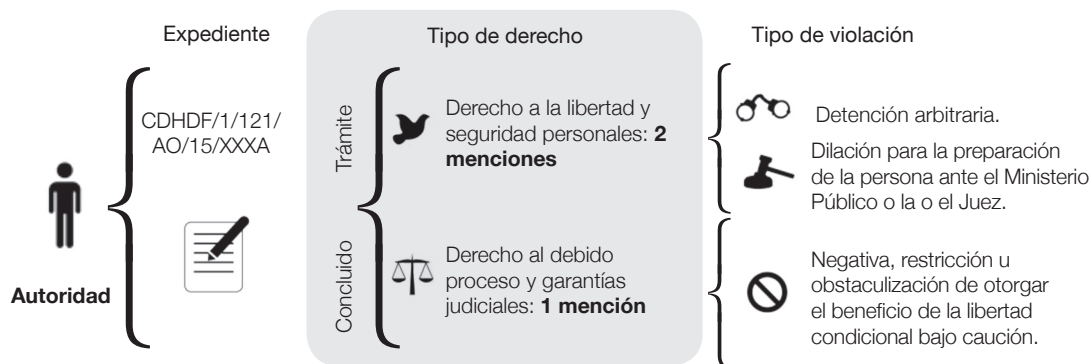 Expediente
Tipo de derecho
Tipo de violación
Autoridad
CDHDF/1/121/
AO/15/XXXA
Trámite
Derecho a la libertad y
seguridad personales: 2
menciones
Concluido
Derecho al debido
proceso y garantías
judiciales: 1 mención
Detención arbitraria.
Dilación para la preparación
de la persona ante el Ministerio
Público o la o el Juez.
Negativa, restricción u
obstaculización de otorgar
el beneficio de la libertad
condicional bajo caución.